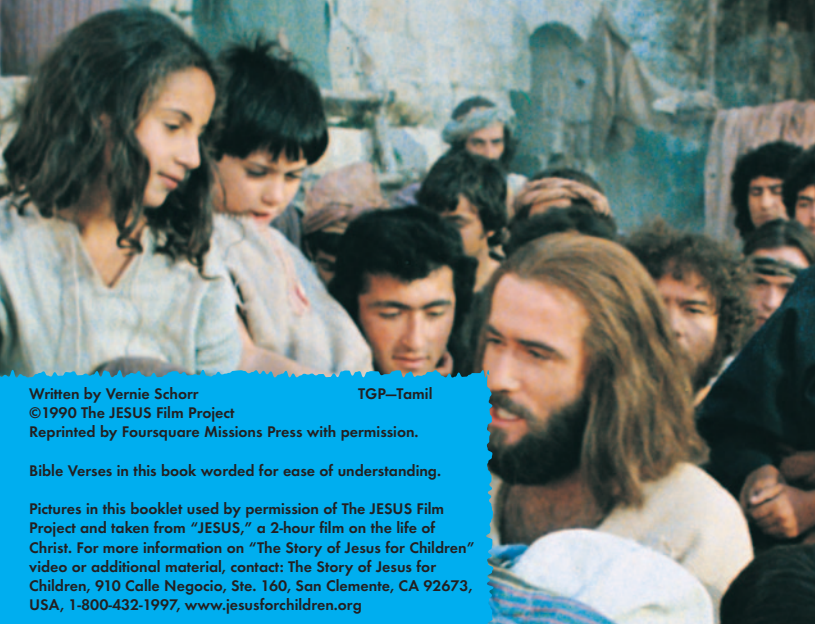 Written by Vernie Schorr TGP—Tamil
©1990 The JESUS Film Project
Reprinted by Foursquare Missions Press with permission.
Bible Verses in this book worded for ease of understanding.
Pictures in this booklet used by permission of The JESUS Film
Project and taken from “JESUS,” a 2-hour film on the life of
Christ. For more information on “The Story of Jesus for Children”
video or additional material, contact: The Story of Jesus for
Children, 910 Calle Negocio, Ste. 160, San Clemente, CA 92673,
USA, 1-800-432-1997, www.jesusforchildren.org